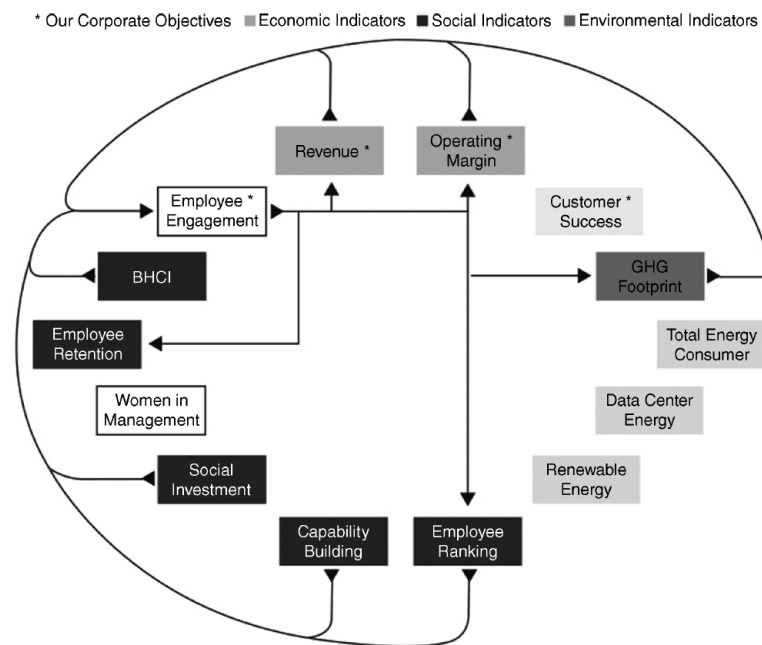 * Our Corporate Objectives Economic Indicators Social Indicators Environmental Indicators
Revenue *
Operating *
Margin
Employee *
Engagement
Customer *
Success
BHCI
GHG
Footprint
Employee
Retention
Total Energy
Consumer
Women in
Management
Data Center
Energy
Social
Investment
Renewable
Energy
Capability
Building
Employee
Ranking